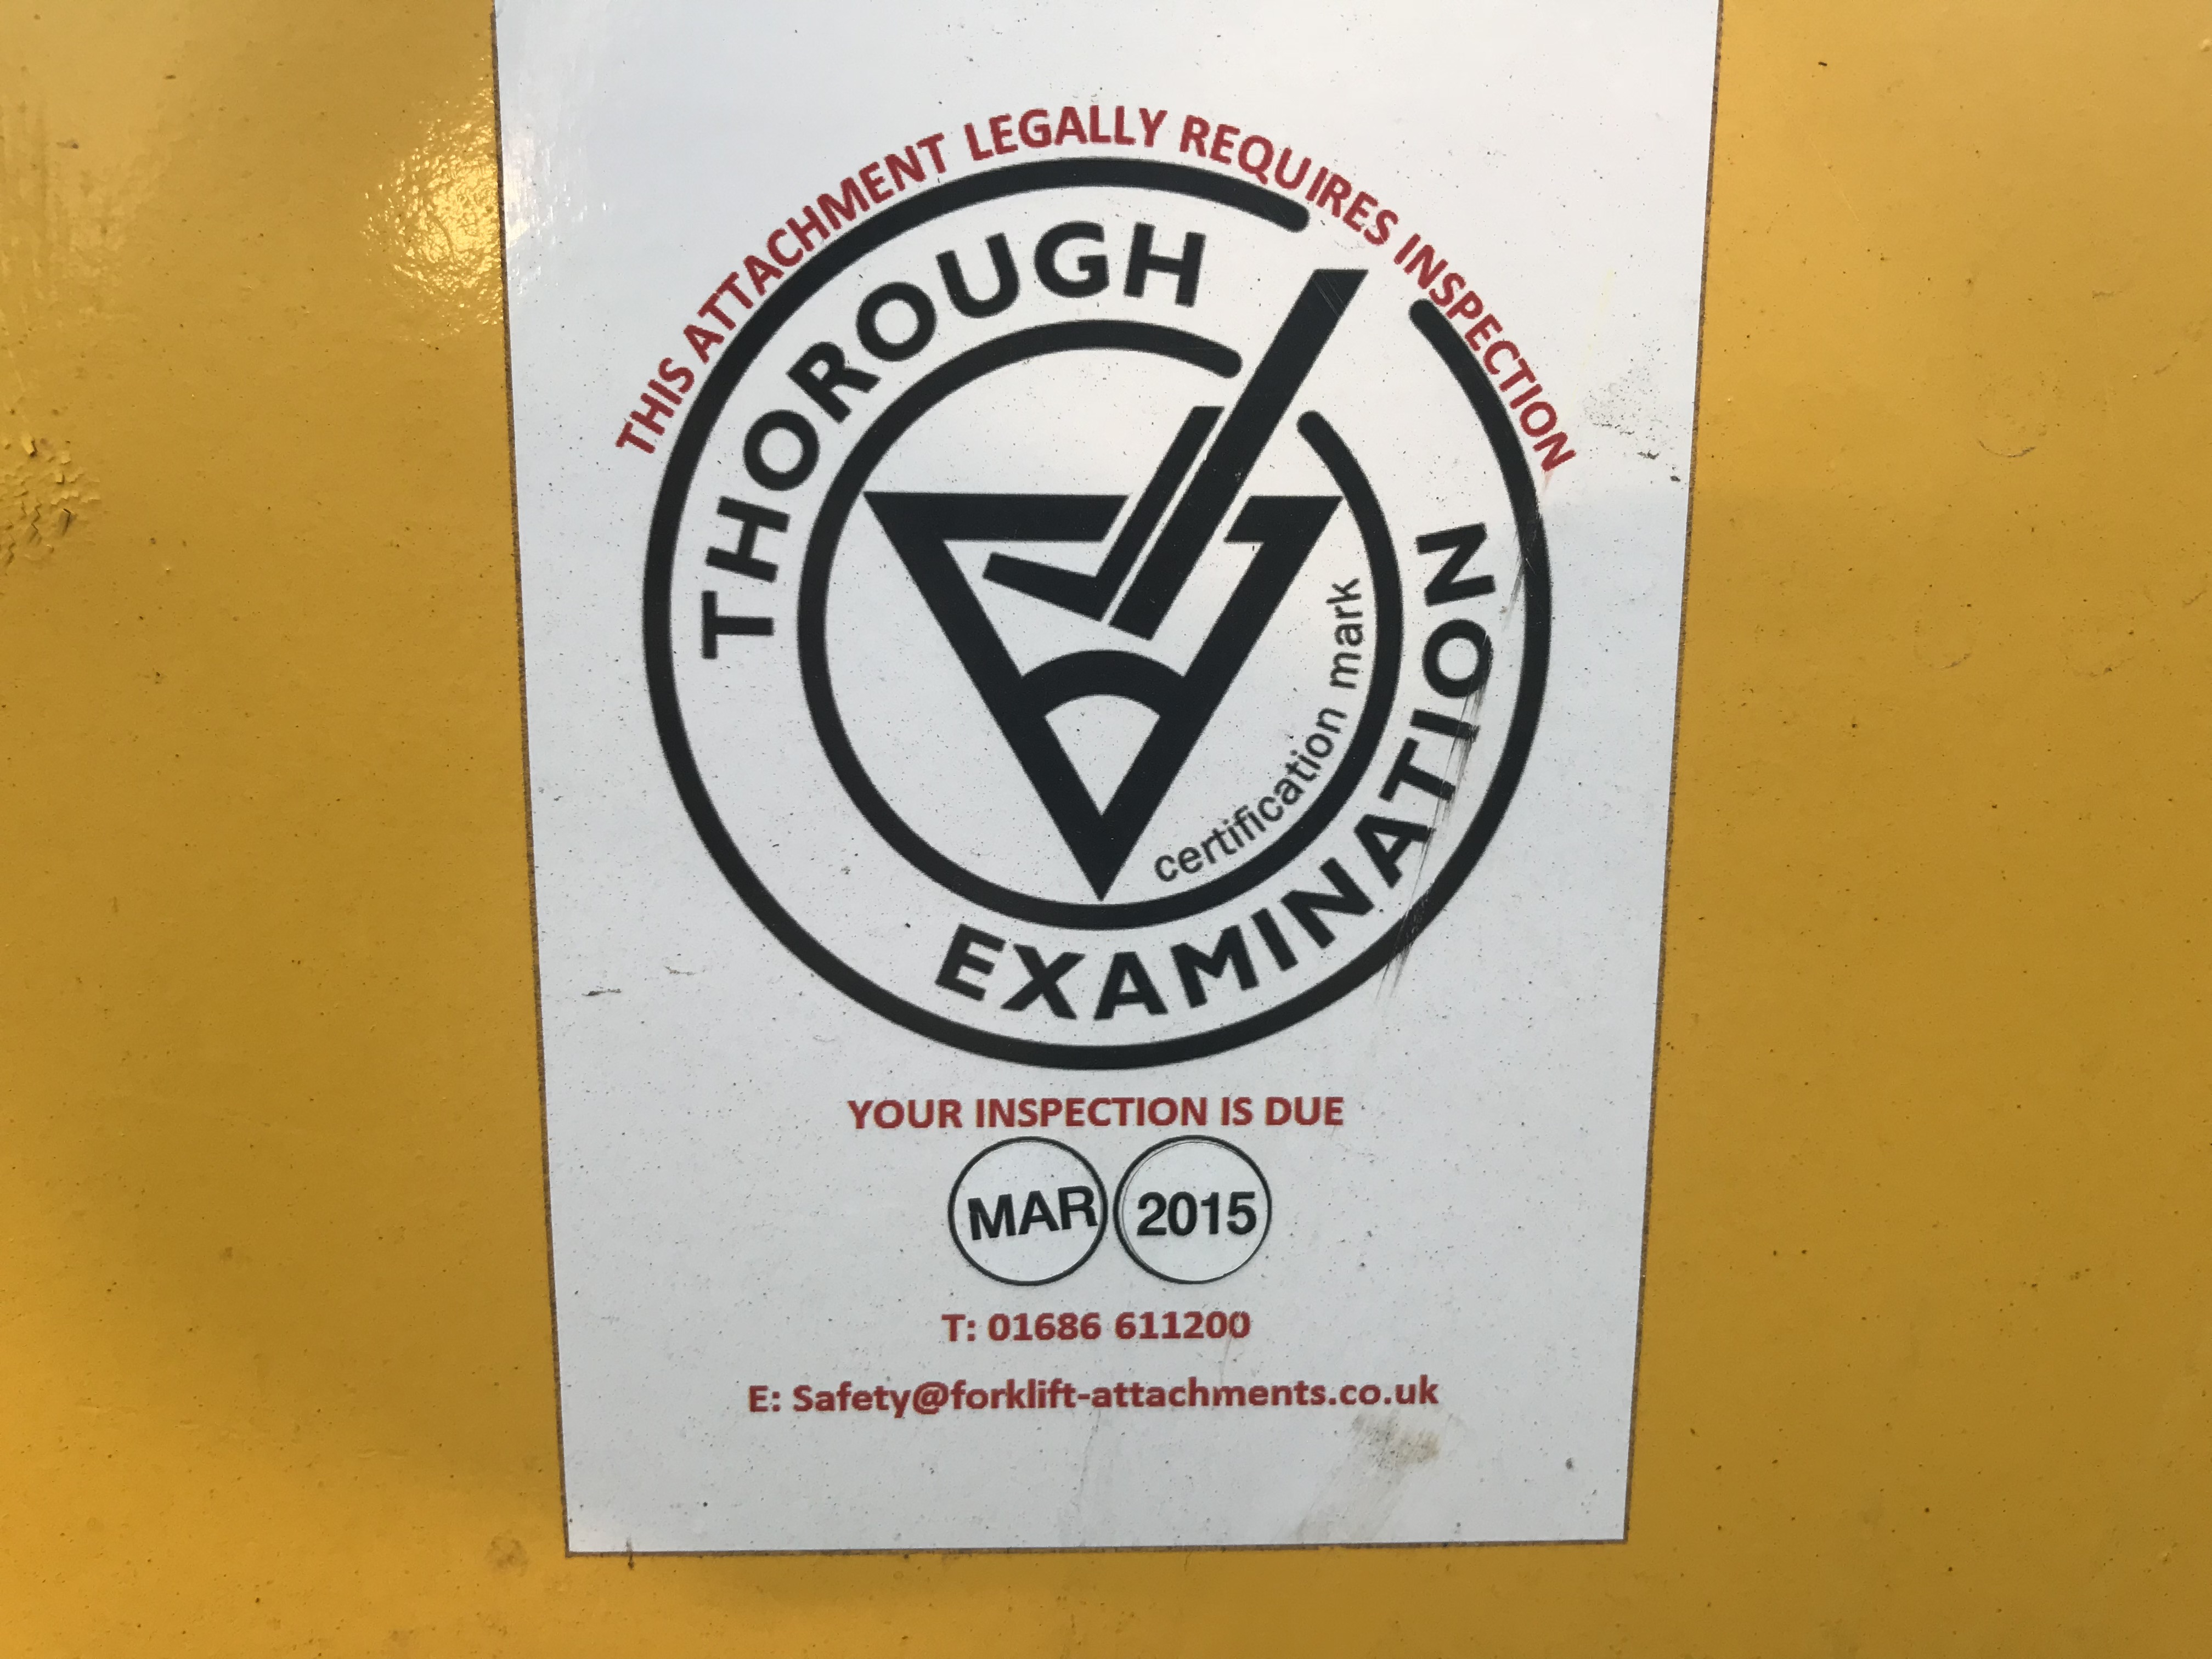 THIS ATTACHMENT LEGALLY REQUIRES INSPECTION
THOROUGH
EXAMINATION
certification mark
YOUR INSPECTION IS DUE
MAR 2015
T: 01686 611200
E: Safety@forklift-attachments.co.uk